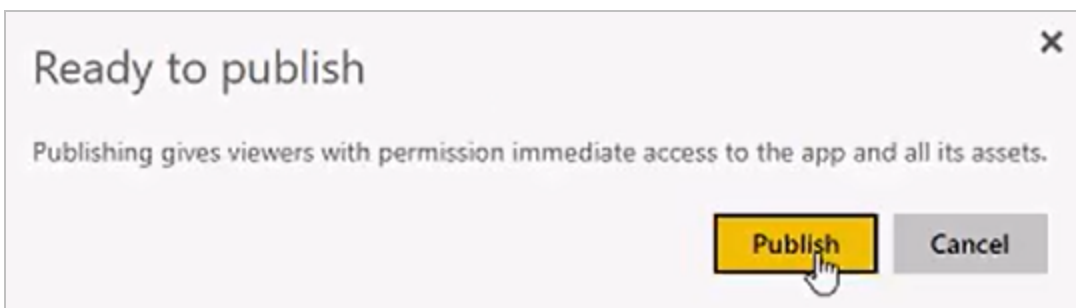 Ready to publish
Publishing gives viewers with permission immediate access to the app and all its assets.
Publish
Cancel